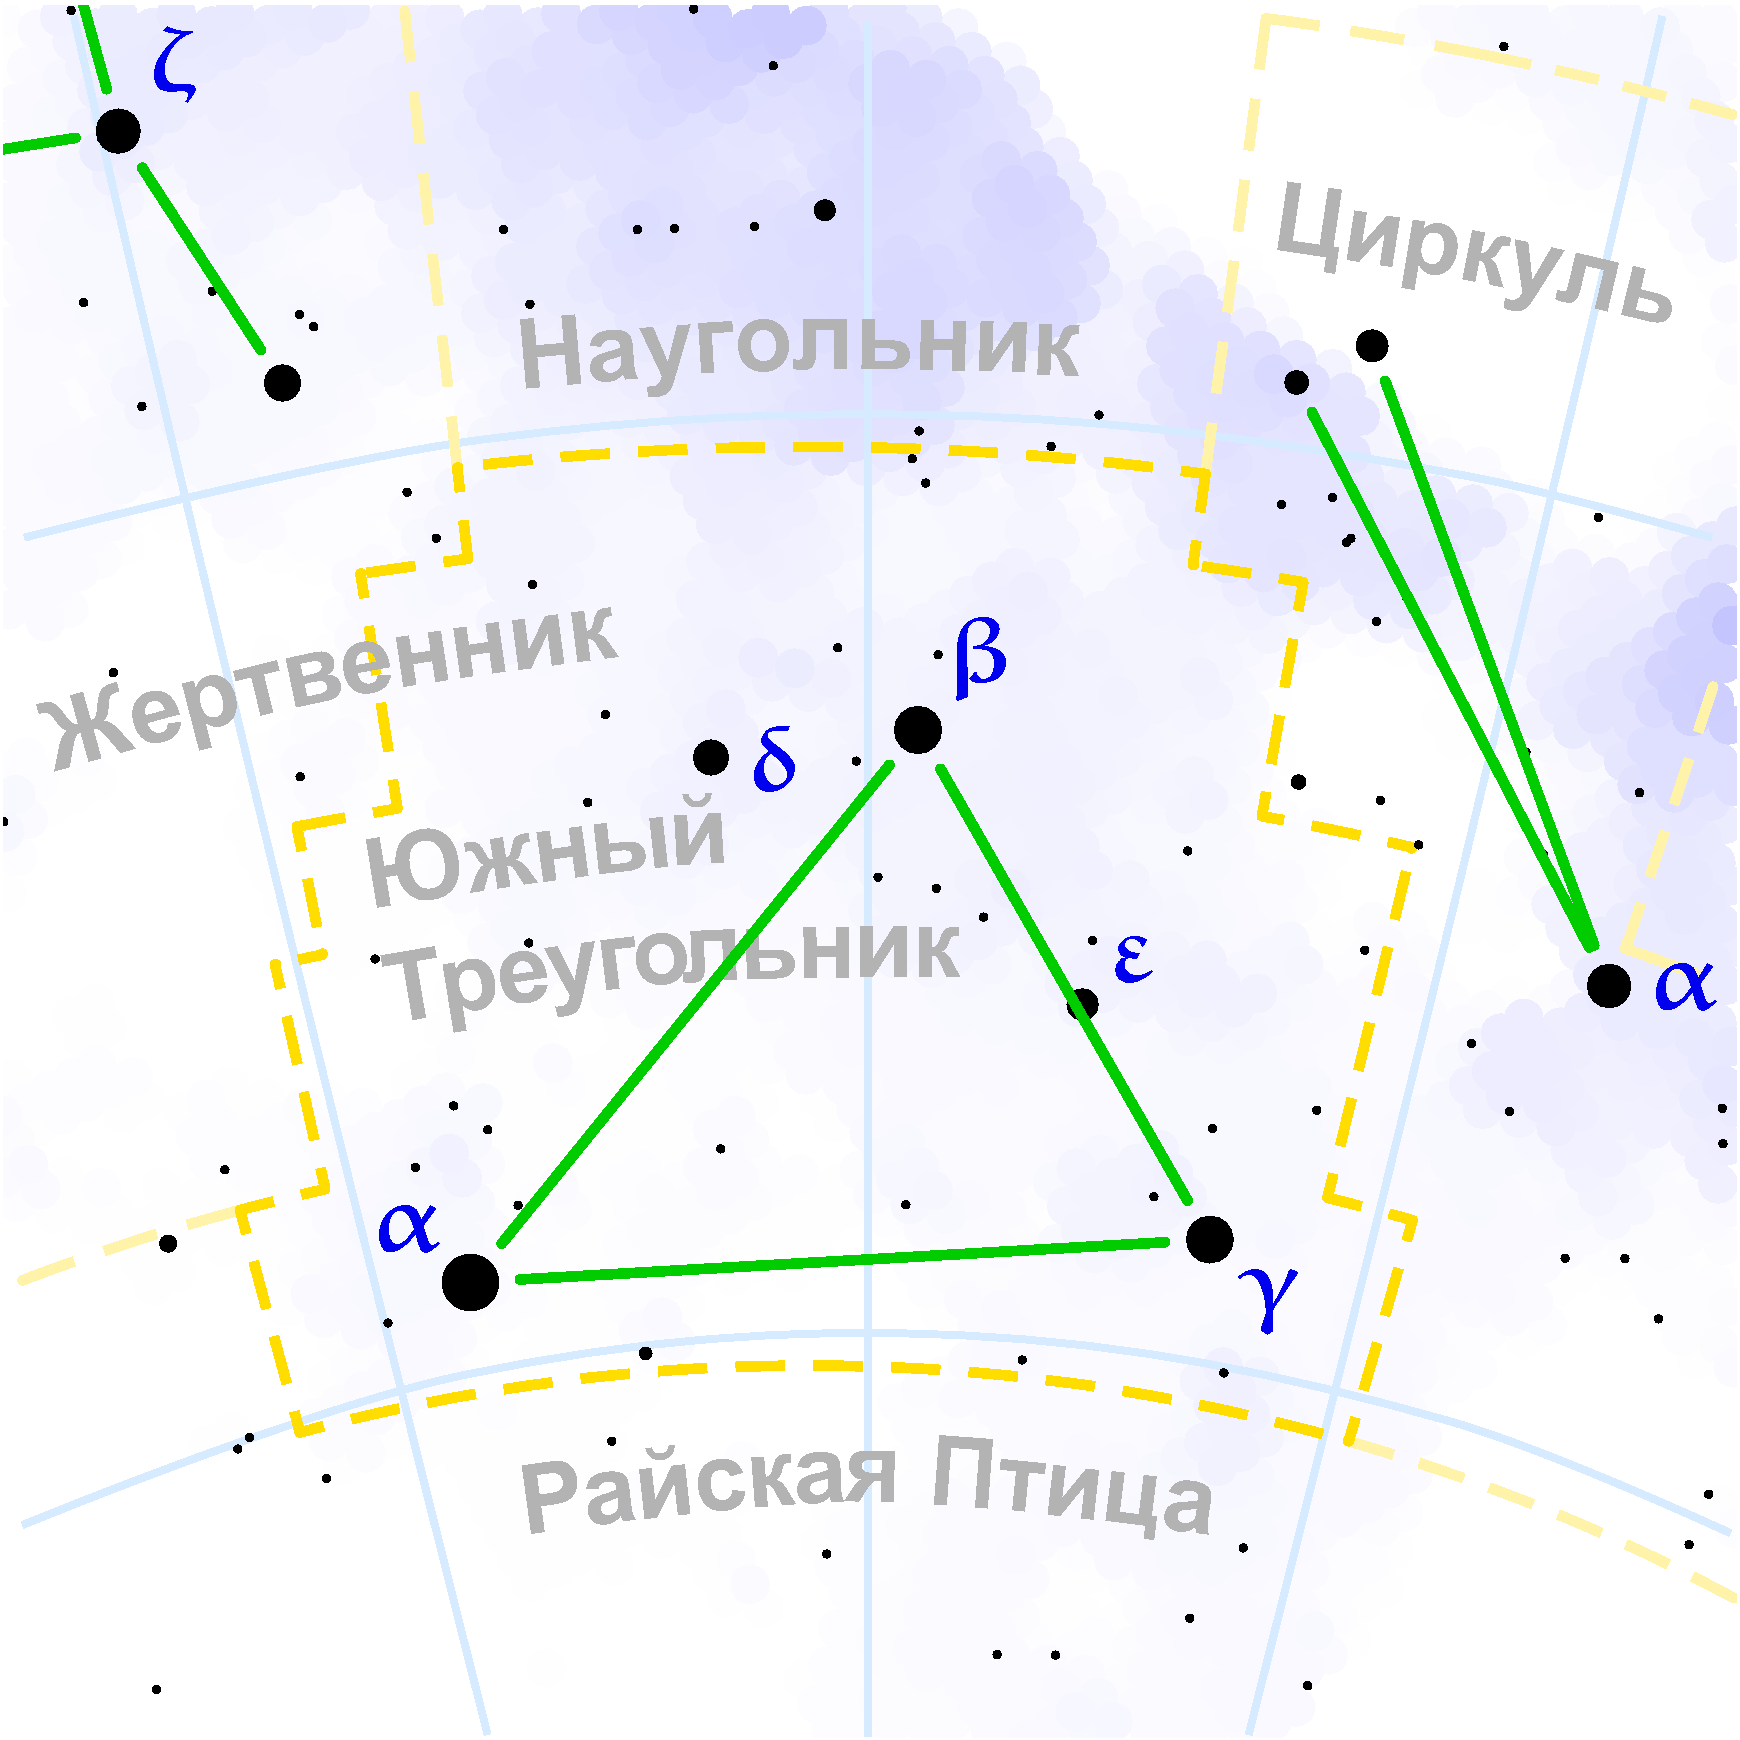 ζ
Циркуль
Наугольник
Жертвенник
β
δ
Южный
Треугольник
ε
α
α
γ
Райская Птица